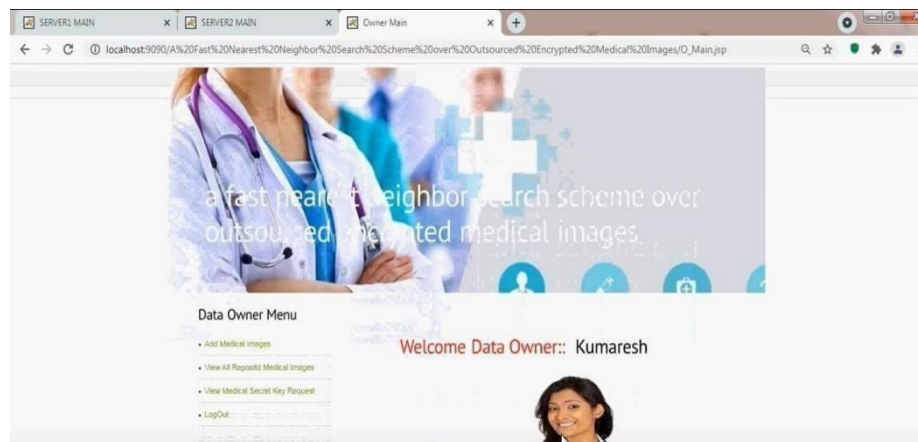 SERVER1 MAIN
SERVER2 MAIN
Owner Main
localhost:9090/A%20Fast%20Nearest%20Neighbor%20Search%20Scheme%20over%20Outsourced%20Encrypted%20Medical%20Images/O_Main.jsp
a fast nearest neighbor search scheme over
outsourced encrypted medical images
Data Owner Menu
Add Medical Images
View All Repositd Medical Images
View Medical Secret Key Request
LogOut
Welcome Data Owner:: Kumaresh